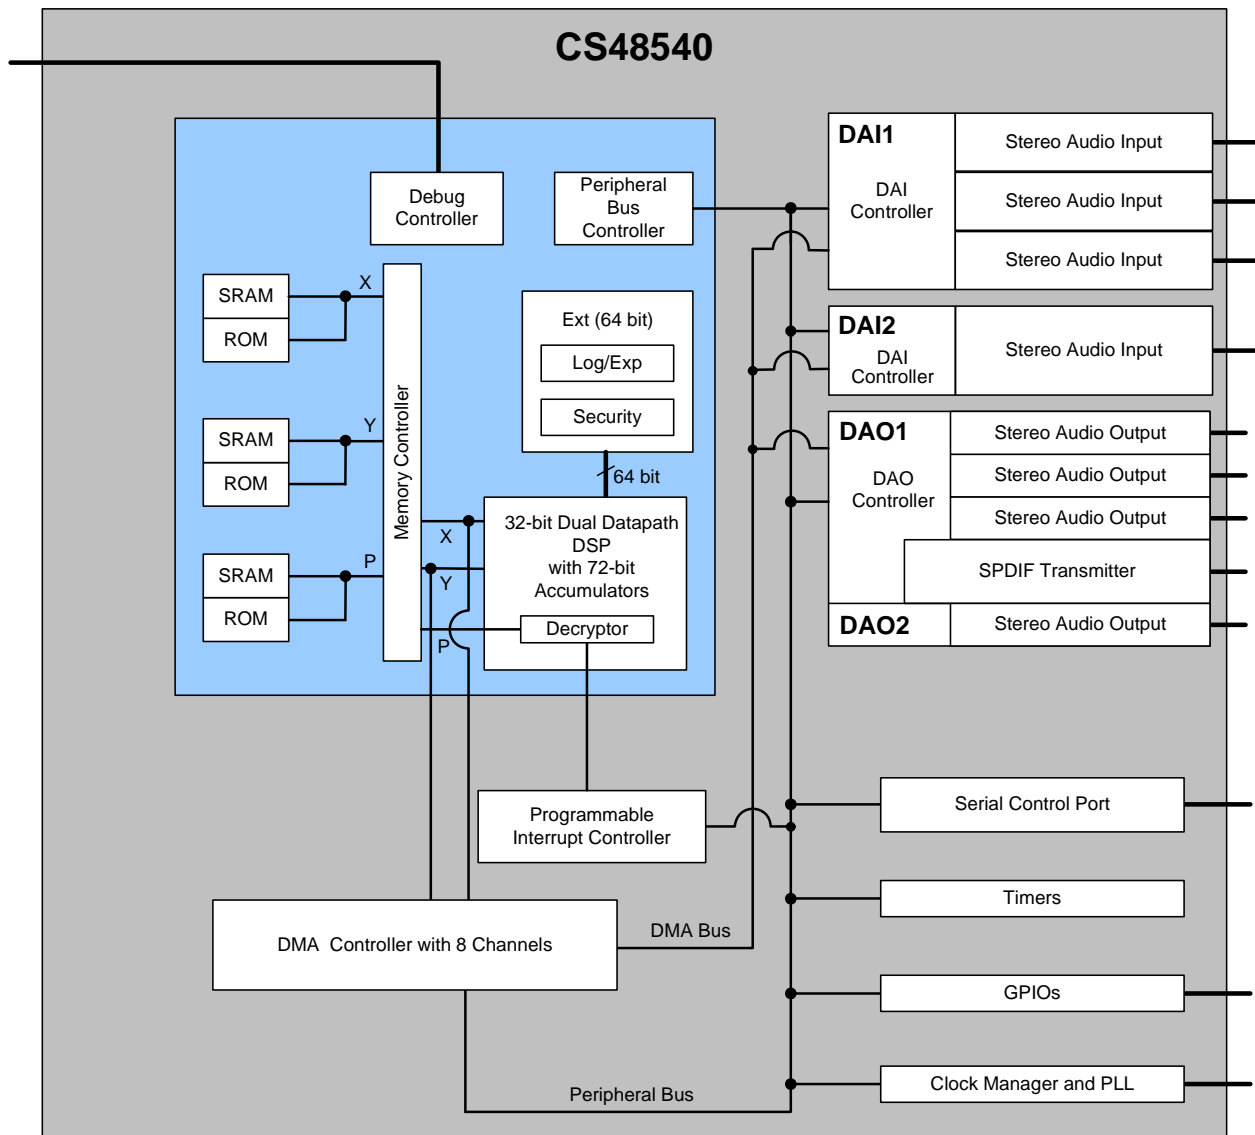 CS48540
Debug
Controller
Peripheral
Bus
Controller
SRAM
ROM
X
SRAM
ROM
Y
SRAM
ROM
P
Memory Controller
Ext (64 bit)
Log/Exp
Security
64 bit
32-bit Dual Datapath
DSP
with 72-bit
Accumulators
Decryptor
X
Y
P
DAI1
DAI
Controller
Stereo Audio Input
Stereo Audio Input
Stereo Audio Input
DAI2
DAI
Controller
Stereo Audio Input
DAO1
DAO
Controller
Stereo Audio Output
Stereo Audio Output
Stereo Audio Output
SPDIF Transmitter
DAO2
Stereo Audio Output
Programmable
Interrupt Controller
Serial Control Port
DMA Controller with 8 Channels
DMA Bus
Timers
GPIOs
Peripheral Bus
Clock Manager and PLL